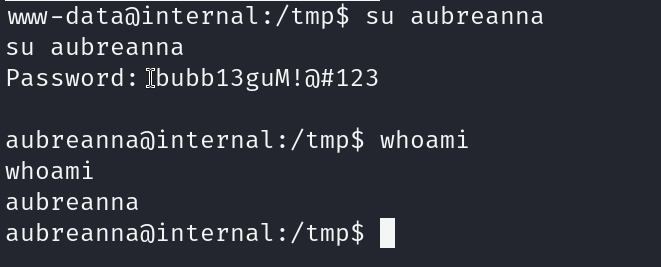 www-data@internal:/tmp$ su aubreanna
su aubreanna
Password: bubb13guM!@#123
aubreanna@internal:/tmp$ whoami
whoami
aubreanna
aubreanna@internal:/tmp$